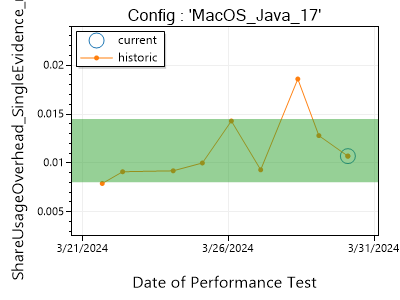 Config : 'MacOS_Java_17'
current
historic
0.02
0.015
0.01
0.005
3/21/2024
3/26/2024
3/31/2024
Date of Performance Test
ShareUsageOverhead_SingleEvidence_